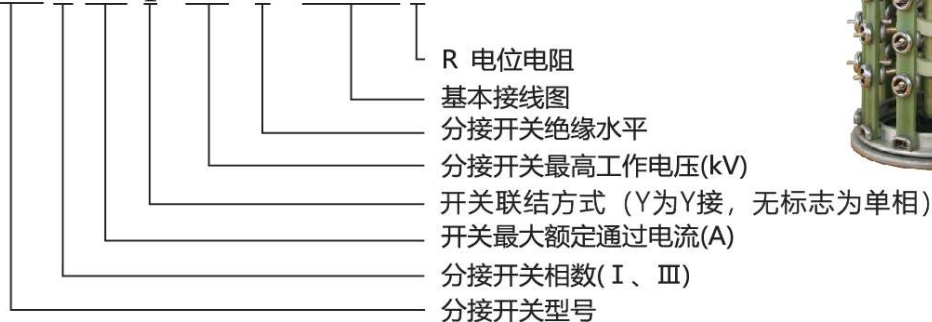 R 电位电阻
基本接线图
分接开关绝缘水平
分接开关最高工作电压(kV)
开关联结方式（Y为Y接，无标志为单相）
开关最大额定通过电流(A)
分接开关相数(Ⅰ、Ⅲ)
分接开关型号